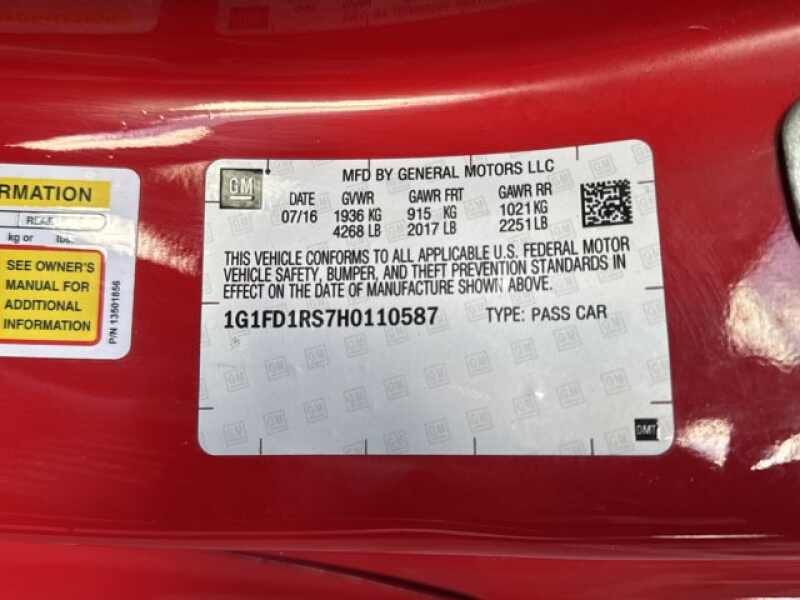 RMATION
kg or
SEE OWNER'S
MANUAL FOR
ADDITIONAL
INFORMATION
P/N 13501856
GM
MFD BY GENERAL MOTORS LLC
DATE GVWR GAWR FRT GAWR RR
07/16 1936 KG 915 KG 1021 KG
4268 LB 2017 LB 2251 LB
THIS VEHICLE CONFORMS TO ALL APPLICABLE U.S. FEDERAL MOTOR
VEHICLE SAFETY, BUMPER, AND THEFT PREVENTION STANDARDS IN
EFFECT ON THE DATE OF MANUFACTURE SHOWN ABOVE.
1G1FD1RS7H0110587 TYPE: PASS CAR
DMT